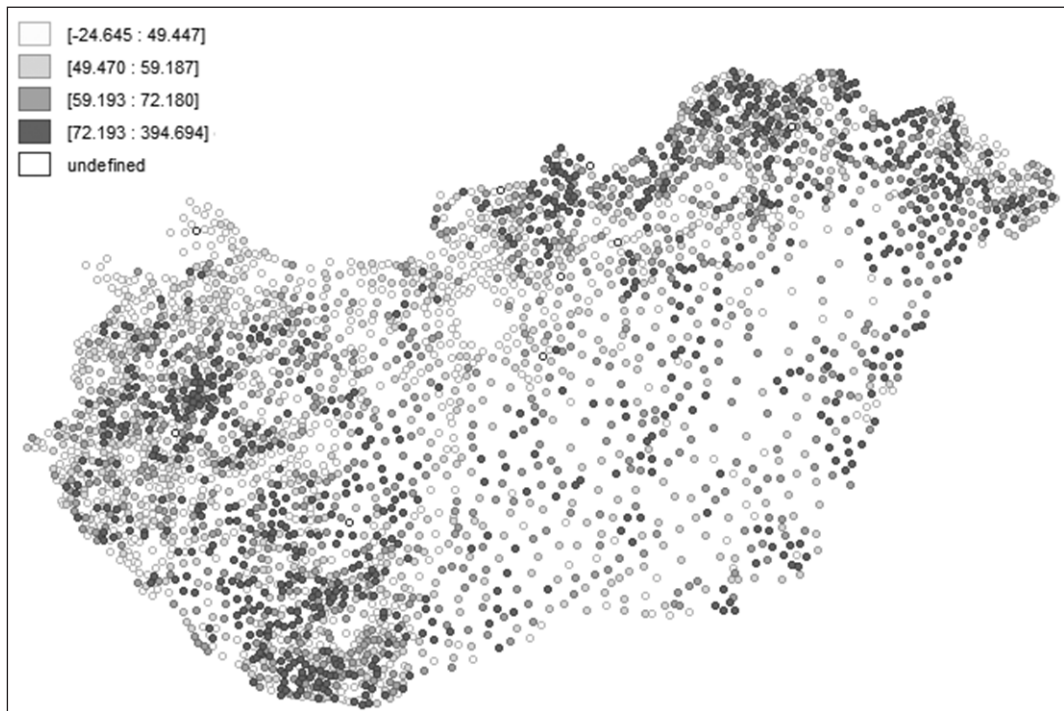 [-24.645 : 49.447]
[49.470 : 59.187]
[59.193 : 72.180]
[72.193 : 394.694]
undefined